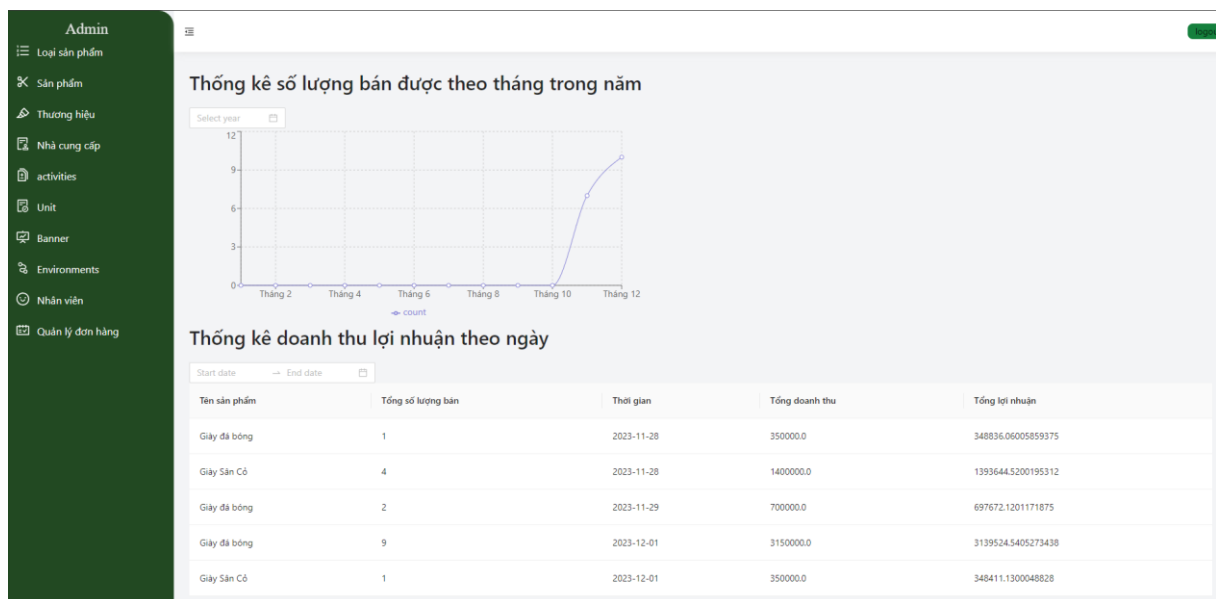 Admin
Loại sản phẩm
Sản phẩm
Thương hiệu
Nhà cung cấp
activities
Unit
Banner
Environments
Nhân viên
Quản lý đơn hàng
logou
Thống kê số lượng bán được theo tháng trong năm
Select year
12
9
6
3
0
Tháng 2 Tháng 4 Tháng 6 Tháng 8 Tháng 10 Tháng 12
count
Thống kê doanh thu lợi nhuận theo ngày
Start date → End date
Tên sản phẩm Tổng số lượng bán Thời gian Tổng doanh thu Tổng lợi nhuận
Giày đá bóng 1 2023-11-28 350000.0 348836.06005859375
Giày Sân Cỏ 4 2023-11-28 1400000.0 1393644.5200195312
Giày đá bóng 2 2023-11-29 700000.0 697672.1201171875
Giày đá bóng 9 2023-12-01 3150000.0 3139524.5405273438
Giày Sân Cỏ 1 2023-12-01 350000.0 348411.1300048828